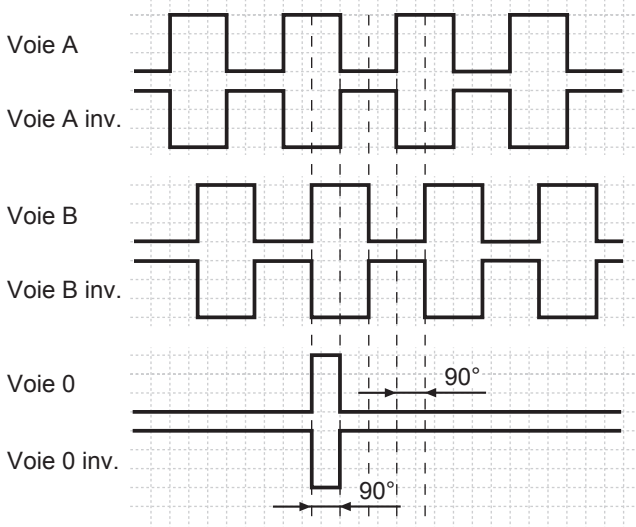 Voie A
Voie A inv.
Voie B
Voie B inv.
Voie 0
90°
Voie 0 inv.
90°